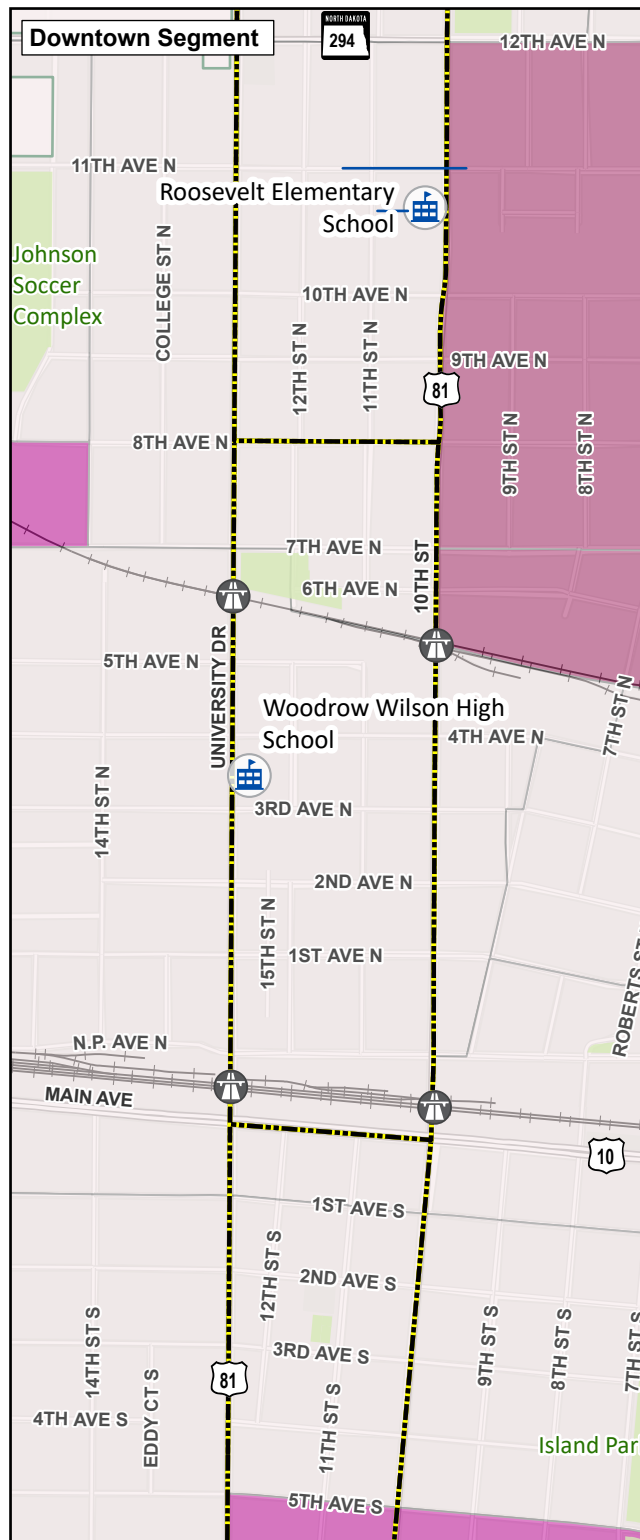 Downtown Segment
NORTH DAKOTA
294
12TH AVE N
11TH AVE N
Roosevelt Elementary
School
Johnson
Soccer
Complex
COLLEGE ST N
10TH AVE N
12TH ST N
11TH ST N
9TH AVE N
81
8TH AVE N
9TH ST N
8TH ST N
7TH AVE N
10TH ST
6TH AVE N
5TH AVE N
UNIVERSITY DR
7TH ST N
Woodrow Wilson High
School
4TH AVE N
14TH ST N
3RD AVE N
2ND AVE N
15TH ST N
1ST AVE N
ROBERTS ST
N.P. AVE N
MAIN AVE
10
1ST AVE S
12TH ST S
2ND AVE S
14TH ST S
9TH ST S
8TH ST S
7TH ST S
3RD AVE S
81
EDDY CT S
11TH ST S
4TH AVE S
Island Par
5TH AVE S